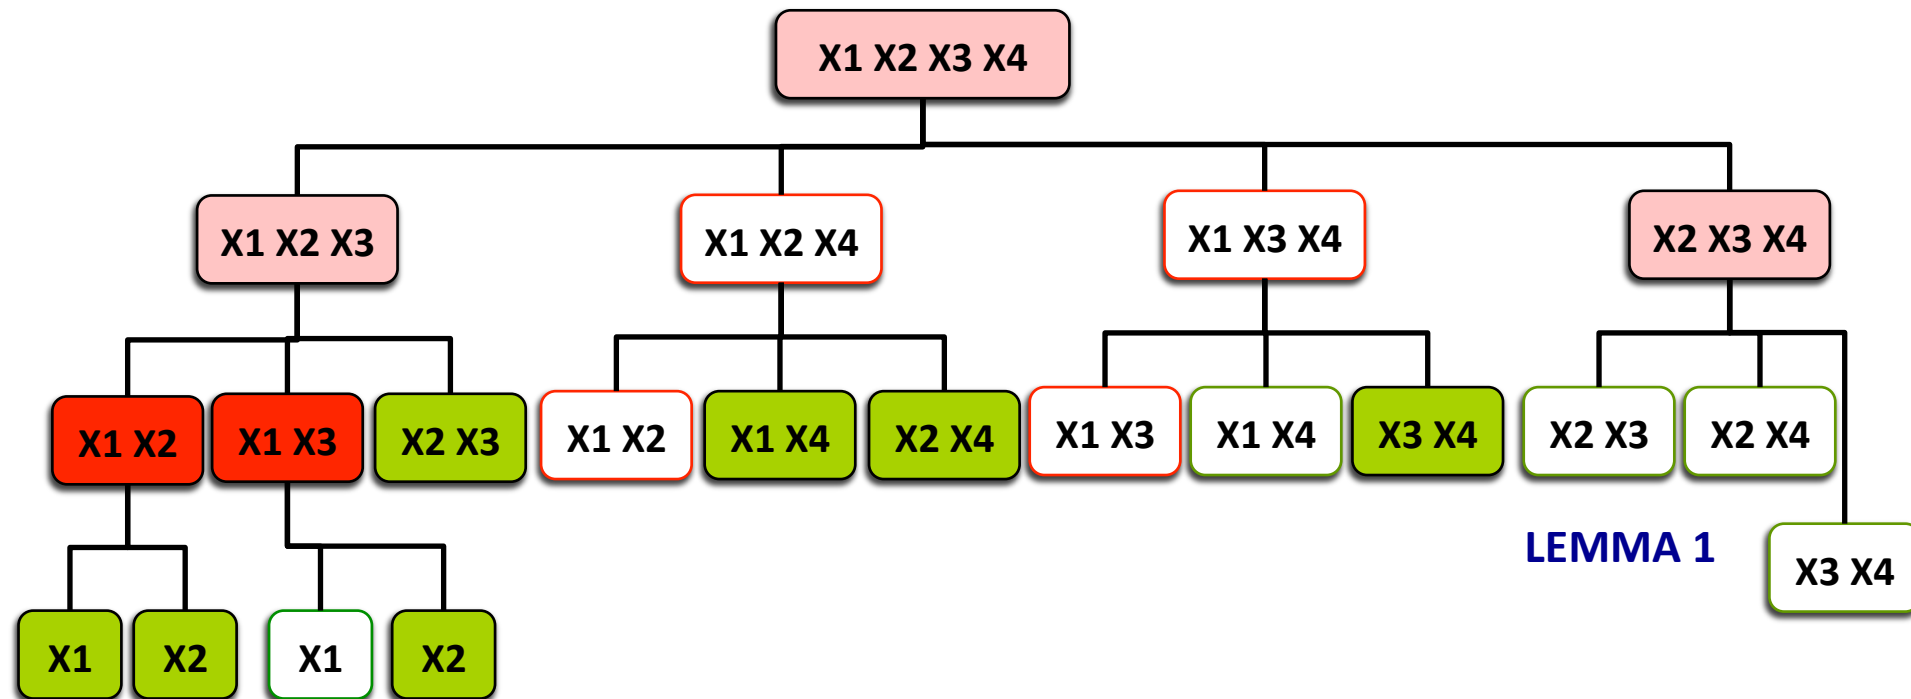 X1 X2 X3 X4
X1 X2 X3
X1 X2 X4
X1 X3 X4
X2 X3 X4
X1 X2
X1 X3
X2 X3
X1 X2
X1 X4
X2 X4
X1 X3
X1 X4
X3 X4
X2 X3
X2 X4
LEMMA 1
X3 X4
X1
X2
X1
X2